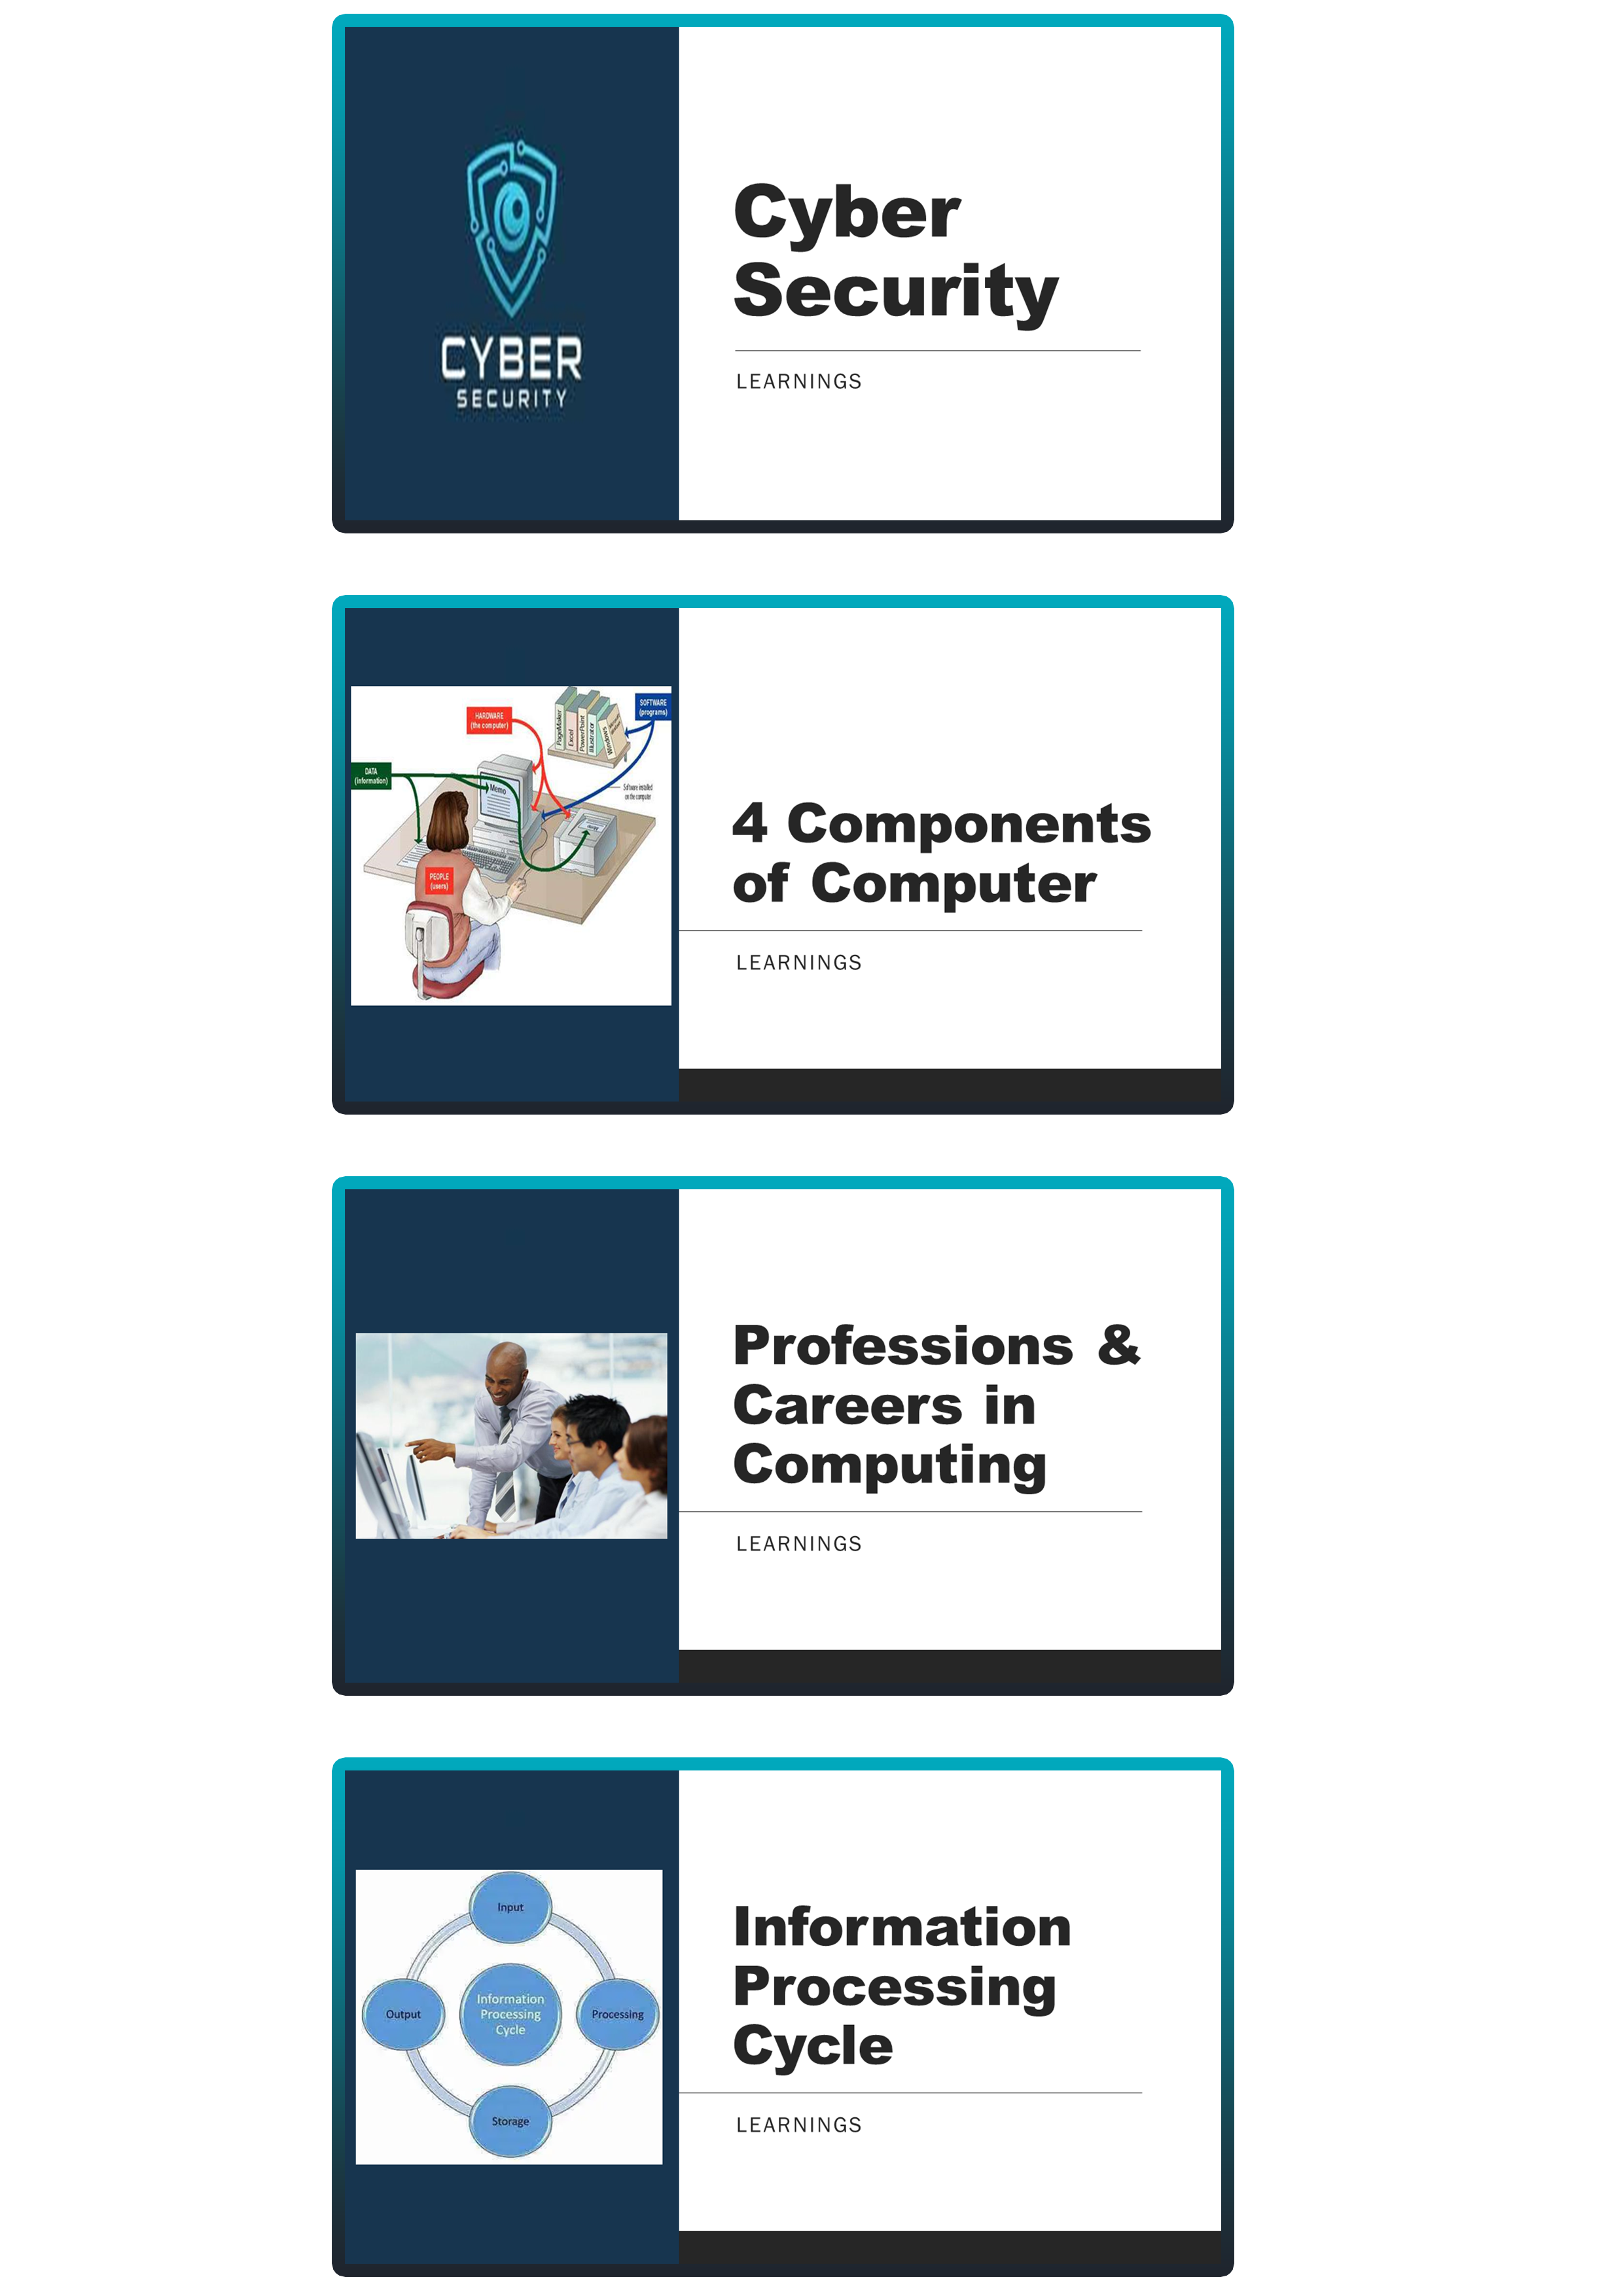 CYBER
SECURITY
Cyber
Security
LEARNINGS
HARDWARE
(the computer)
SOFTWARE
(programs)
PageMaker
Excel
PowerPoint
Illustrator
Windows
DATA
(information)
Memo
Software installed
on the computer
PEOPLE
(users)
4 Components
of Computer
LEARNINGS
Professions &
Careers in
Computing
LEARNINGS
Input
Output
Information
Processing
Cycle
Processing
Storage
Information
Processing
Cycle
LEARNINGS